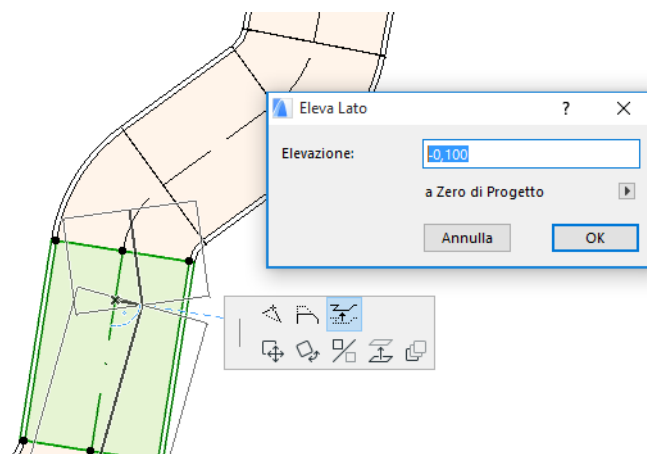 Eleva Lato
Elevazione:
-0,100
a Zero di Progetto
Annulla
OK